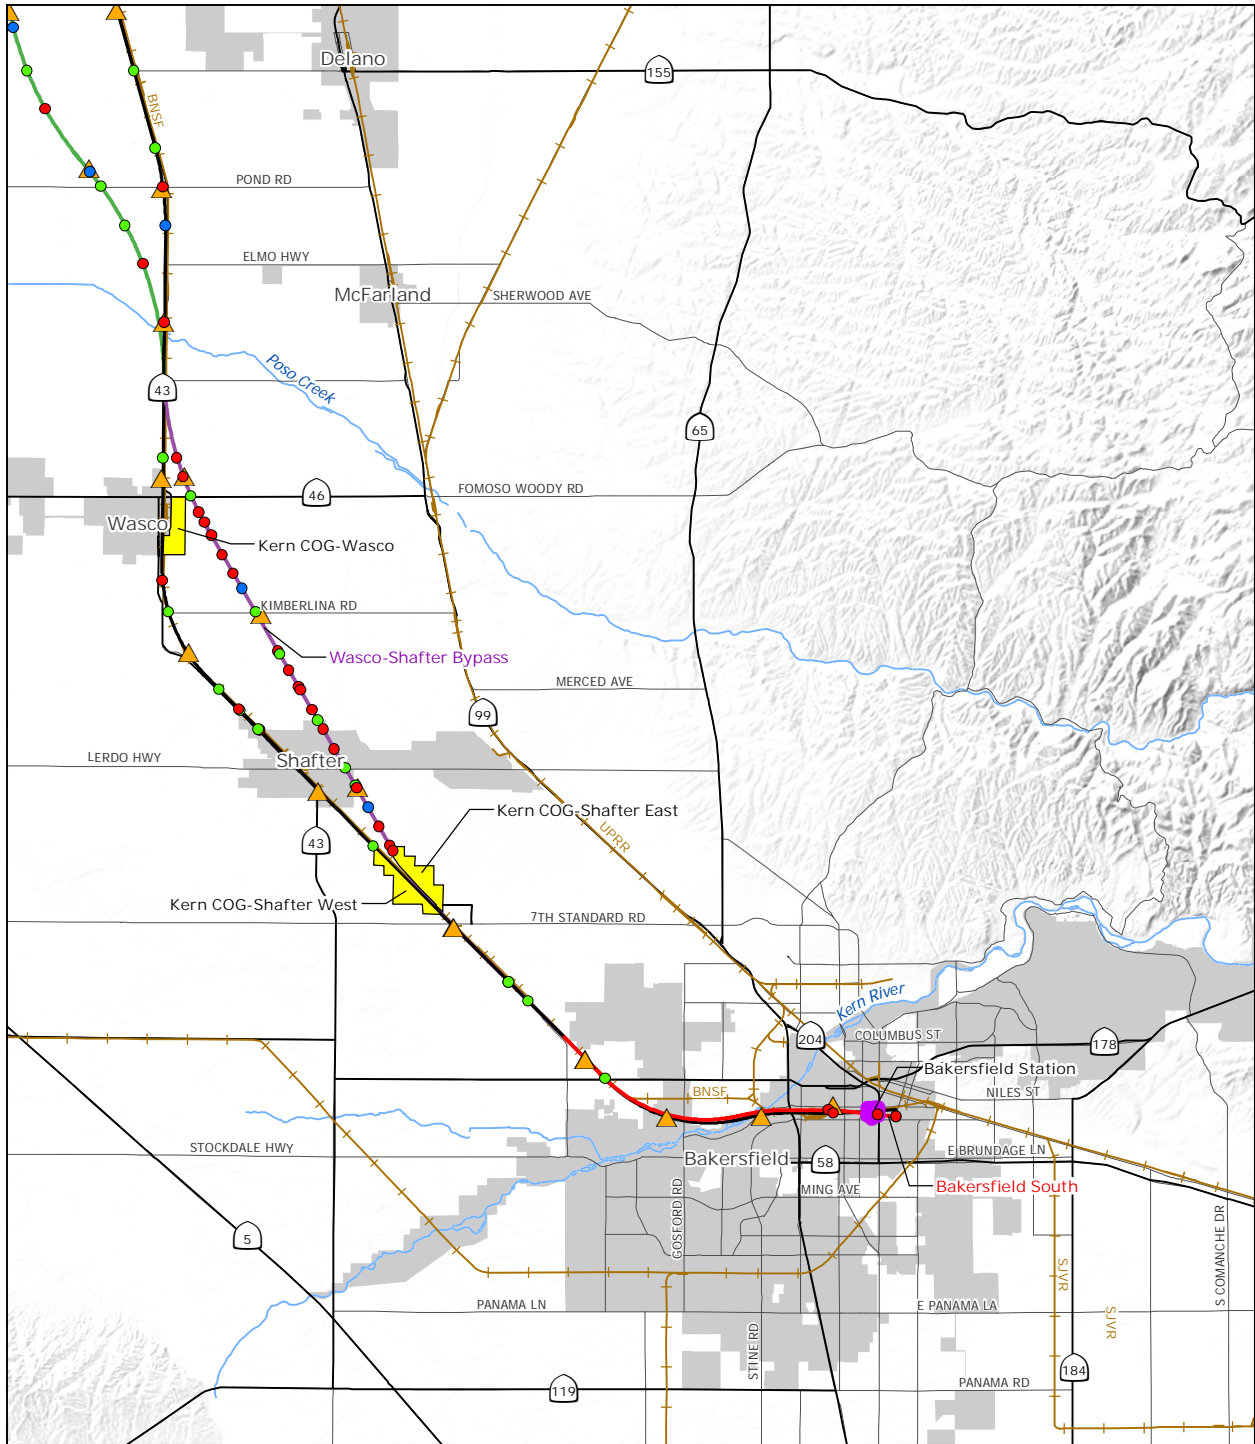 Delano
155
BNSF
POND RD
ELMO HWY
McFarland
SHERWOOD AVE
Poso Creek
43
65
46
FOMOSO WOODY RD
Wasco
Kern COG-Wasco
KIMBERLINA RD
Wasco-Shafter Bypass
MERCED AVE
99
LERDO HWY
Shafter
Kern COG-Shafter East
UPRR
43
Kern COG-Shafter West
7TH STANDARD RD
Kern River
204
COLUMBUS ST
178
Bakersfield Station
BNSF
NILES ST
STOCKDALE HWY
Bakersfield
58
E BRUNDAGE LN
MING AVE
Bakersfield South
GOSFORD RD
5
S COMANCHE DR
SJVR
PANAMA LN
E PANAMA LA
SJVR
STINE RD
184
119
PANAMA RD